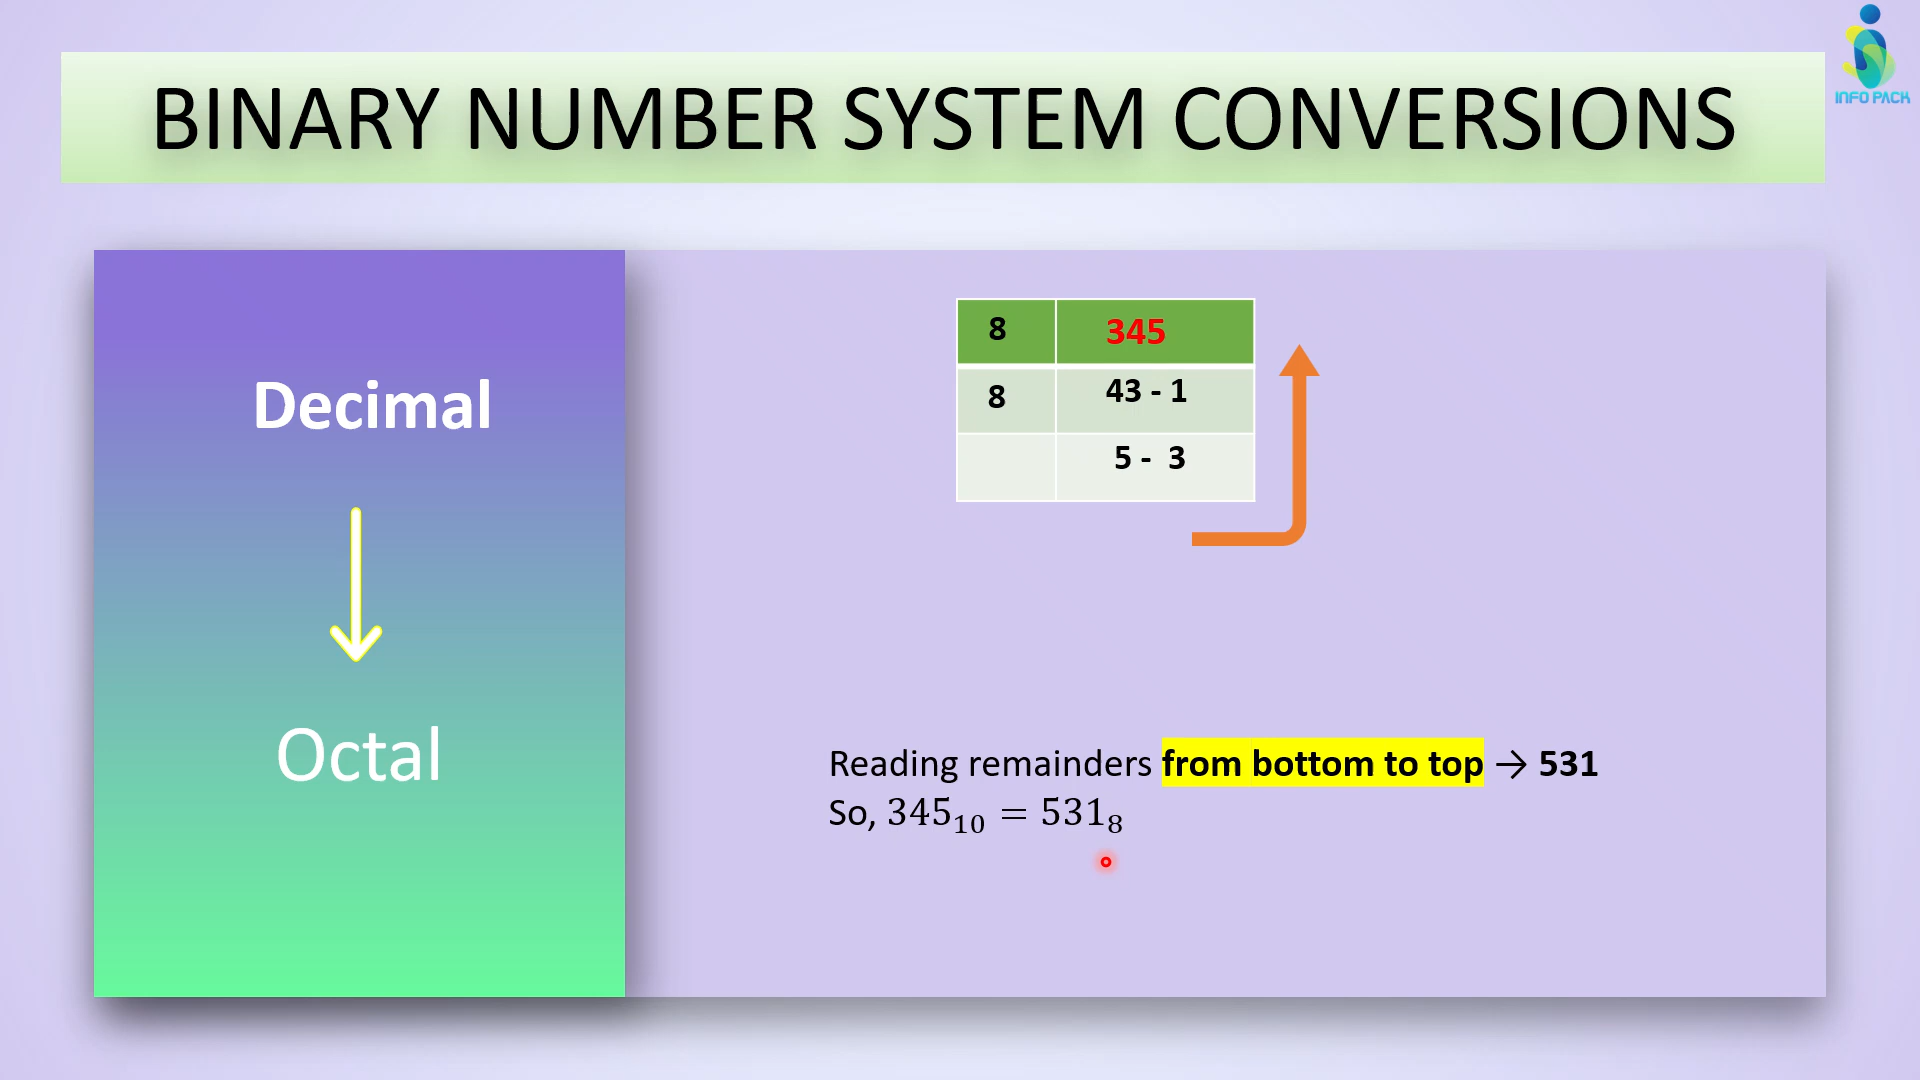 INFO PACK
BINARY NUMBER SYSTEM CONVERSIONS
Decimal
Octal
8 345
8 43 - 1
5 - 3
Reading remainders from bottom to top → 531
So, 345₁₀ = 531₈